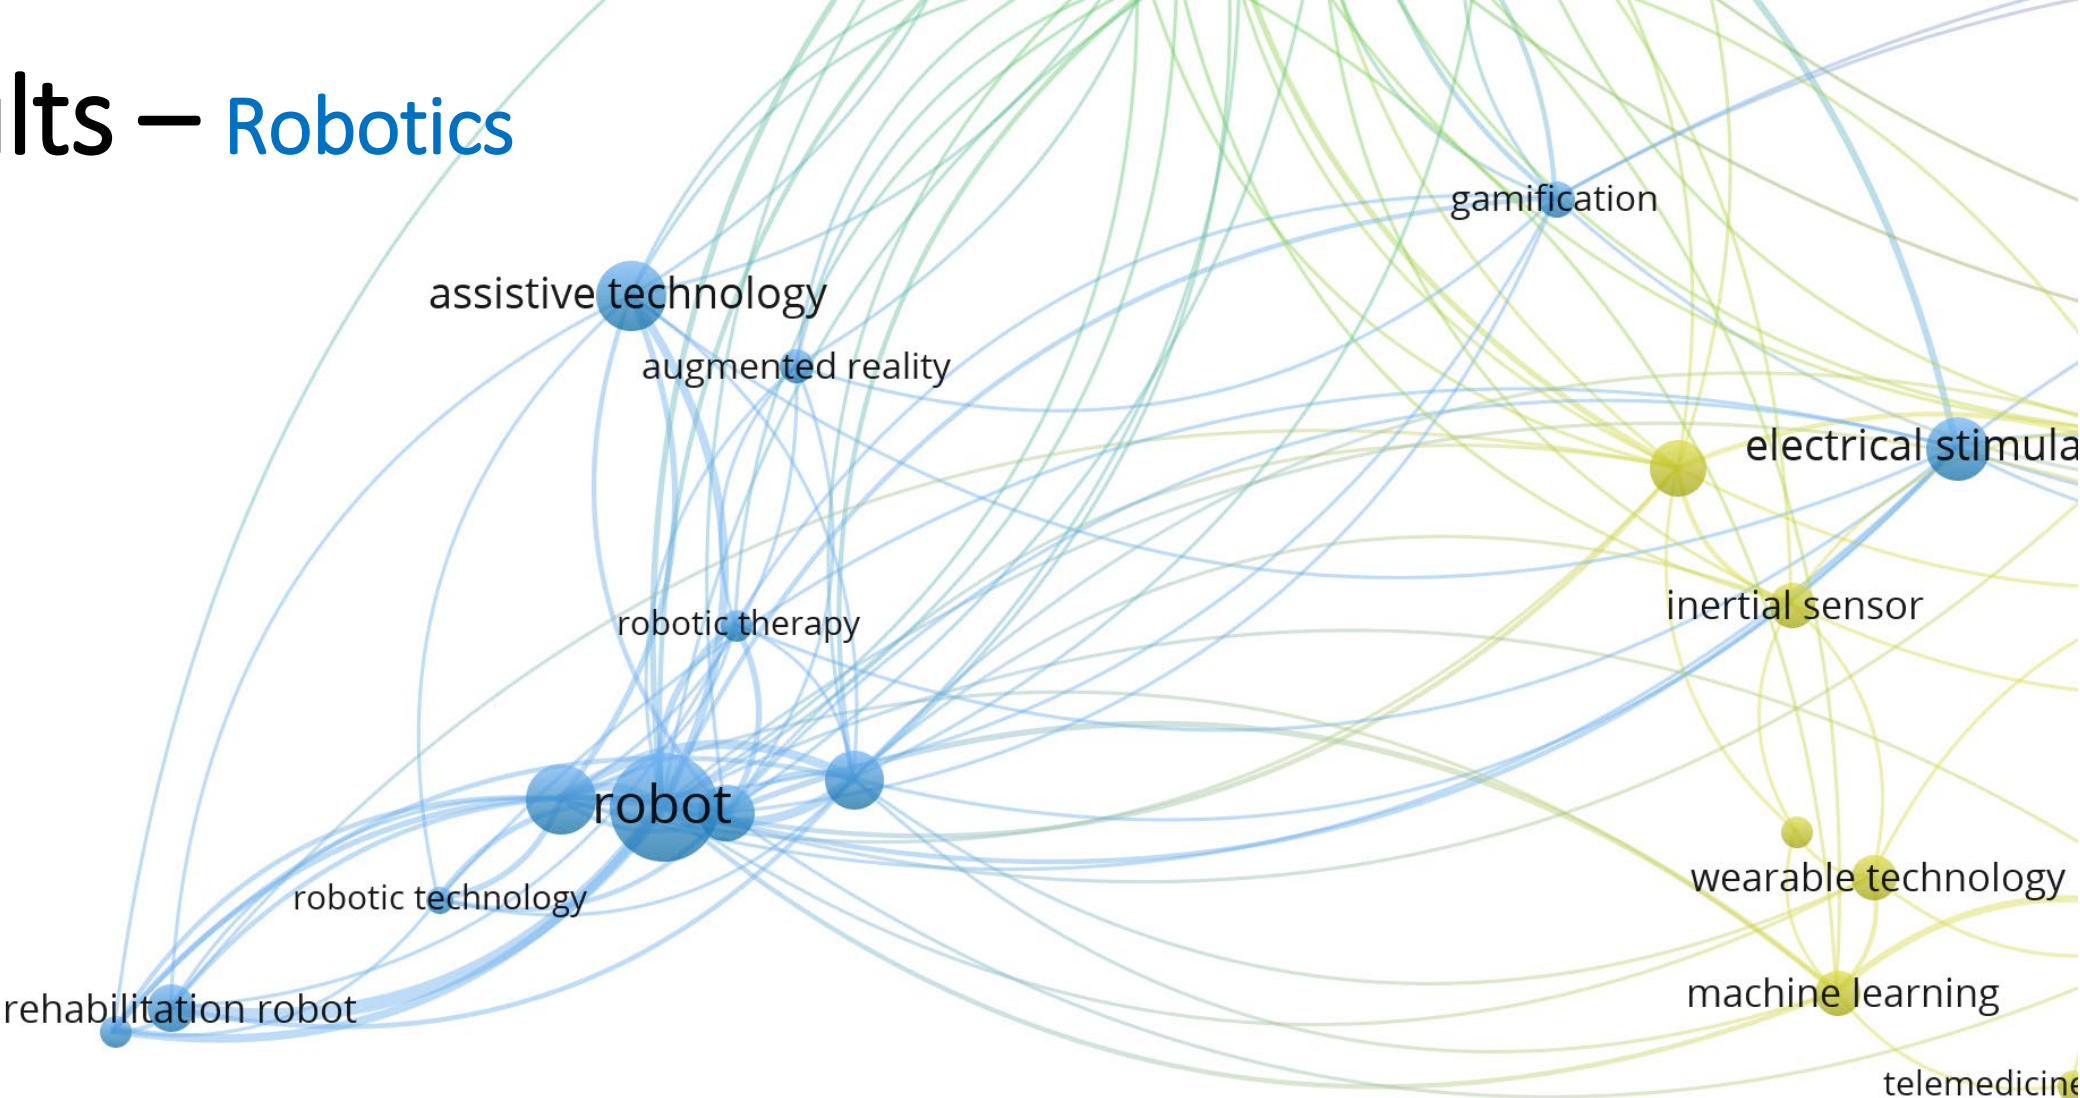 lts – Robotics
gamification
assistive technology
augmented reality
electrical stimula
inertial sensor
robotic therapy
robot
wearable technology
robotic technology
machine learning
rehabilitation robot
telemedicine